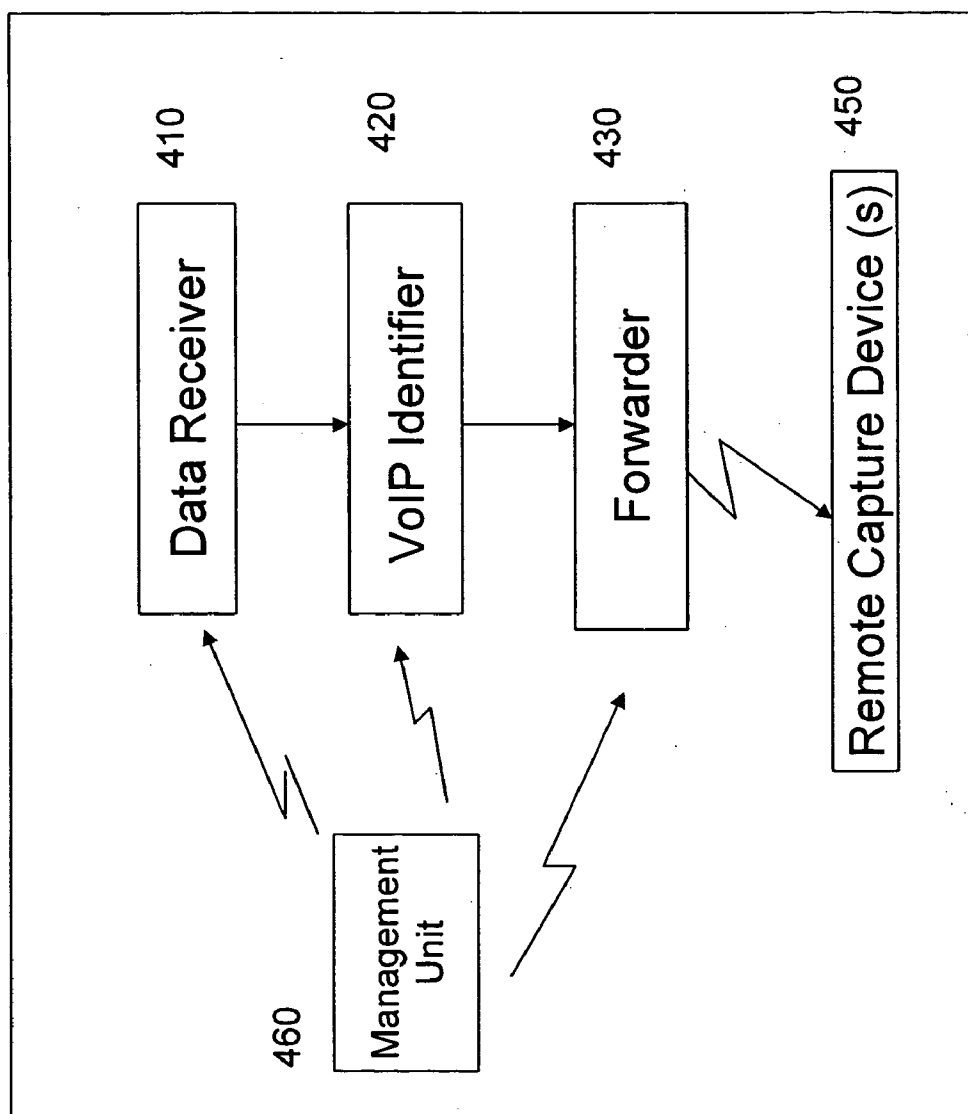 410
Data Receiver
420
VoIP Identifier
430
Forwarder
450
Remote Capture Device (s)
460
Management
Unit